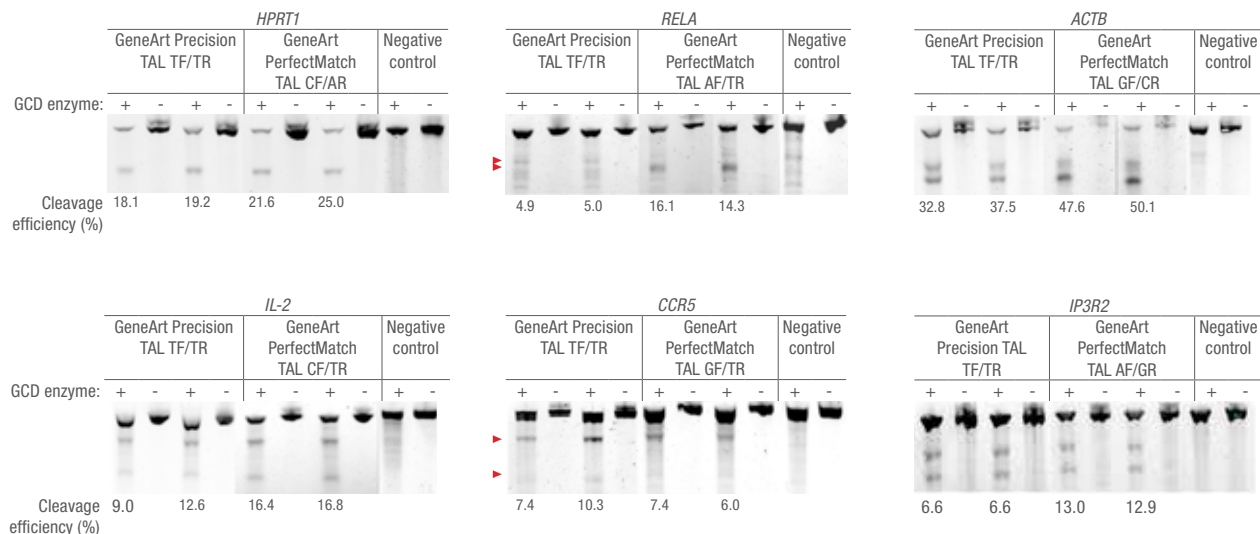 HPRT1
GeneArt Precision TAL TF/TR
GeneArt PerfectMatch TAL CF/AR
Negative control
GCD enzyme: + - + - + - + - + -
Cleavage efficiency (%) 18.1 19.2 21.6 25.0
RELA
GeneArt Precision TAL TF/TR
GeneArt PerfectMatch TAL AF/TR
Negative control
+ - + - + - + - + -
4.9 5.0 16.1 14.3
ACTB
GeneArt Precision TAL TF/TR
GeneArt PerfectMatch TAL GF/CR
Negative control
+ - + - + - + - + -
32.8 37.5 47.6 50.1
IL-2
GeneArt Precision TAL TF/TR
GeneArt PerfectMatch TAL CF/TR
Negative control
GCD enzyme: + - + - + - + - + -
Cleavage efficiency (%) 9.0 12.6 16.4 16.8
CCR5
GeneArt Precision TAL TF/TR
GeneArt PerfectMatch TAL GF/TR
Negative control
+ - + - + - + - + -
7.4 10.3 7.4 6.0
IP3R2
GeneArt Precision TAL TF/TR
GeneArt PerfectMatch TAL AF/GR
Negative control
+ - + - + - + - + -
6.6 6.6 13.0 12.9